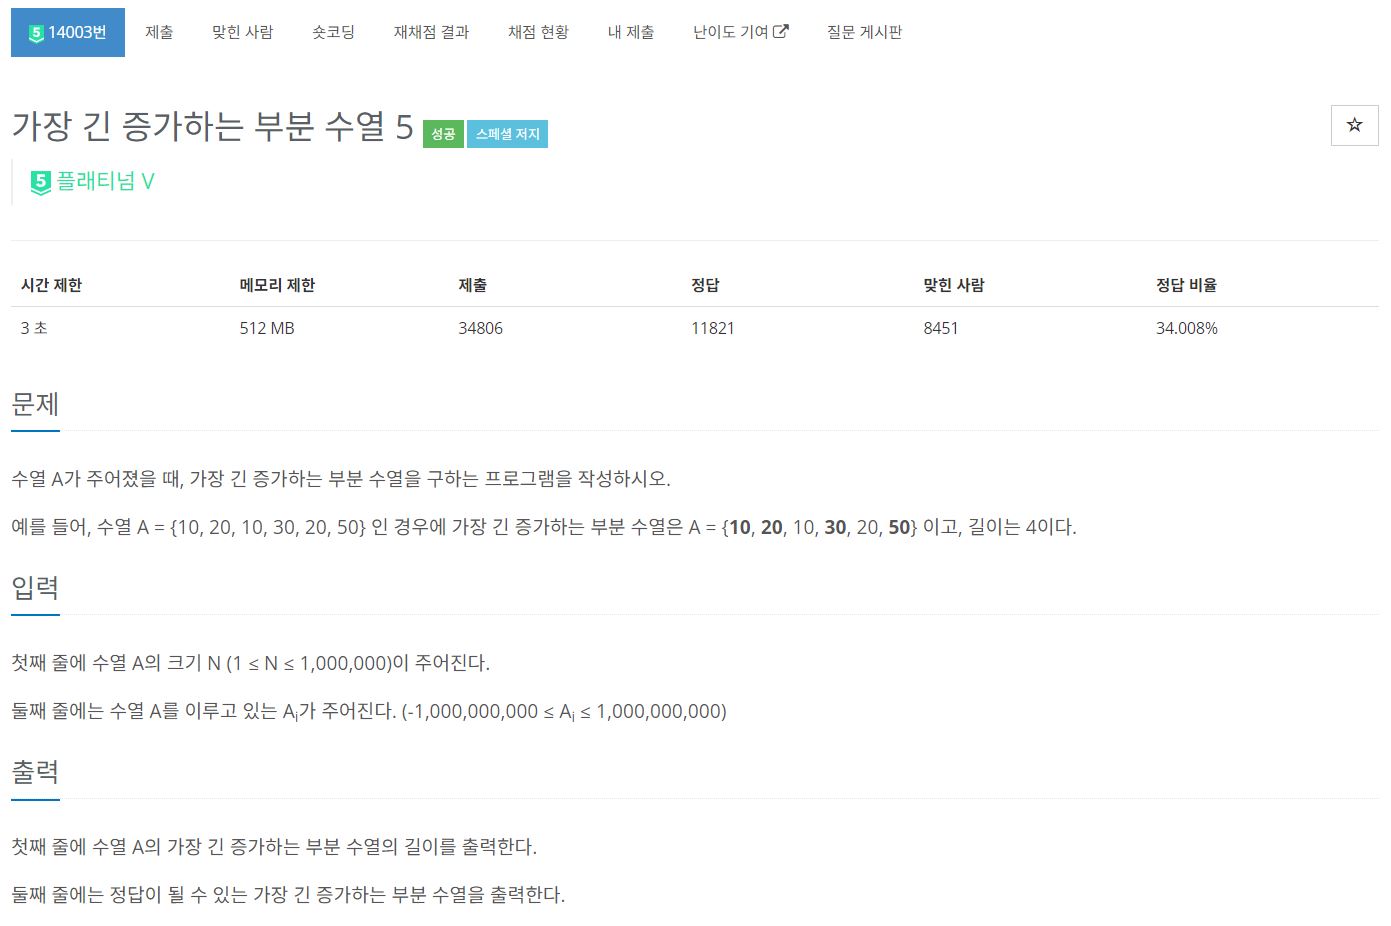 5 14003번 제출 맞힌 사람 숏코딩 재채점 결과 채점 현황 내 제출 난이도 기여 질문 게시판
가장 긴 증가하는 부분 수열 5 성공 스페셜 저지
5 플래티넘 V
시간 제한 메모리 제한 제출 정답 맞힌 사람 정답 비율
3 초 512 MB 34806 11821 8451 34.008%
문제
수열 A가 주어졌을 때, 가장 긴 증가하는 부분 수열을 구하는 프로그램을 작성하시오.
예를 들어, 수열 A = {10, 20, 10, 30, 20, 50} 인 경우에 가장 긴 증가하는 부분 수열은 A = {10, 20, 10, 30, 20, 50} 이고, 길이는 4이다.
입력
첫째 줄에 수열 A의 크기 N (1 ≤ N ≤ 1,000,000)이 주어진다.
둘째 줄에는 수열 A를 이루고 있는 Aᵢ가 주어진다. (-1,000,000,000 ≤ Aᵢ ≤ 1,000,000,000)
출력
첫째 줄에 수열 A의 가장 긴 증가하는 부분 수열의 길이를 출력한다.
둘째 줄에는 정답이 될 수 있는 가장 긴 증가하는 부분 수열을 출력한다.